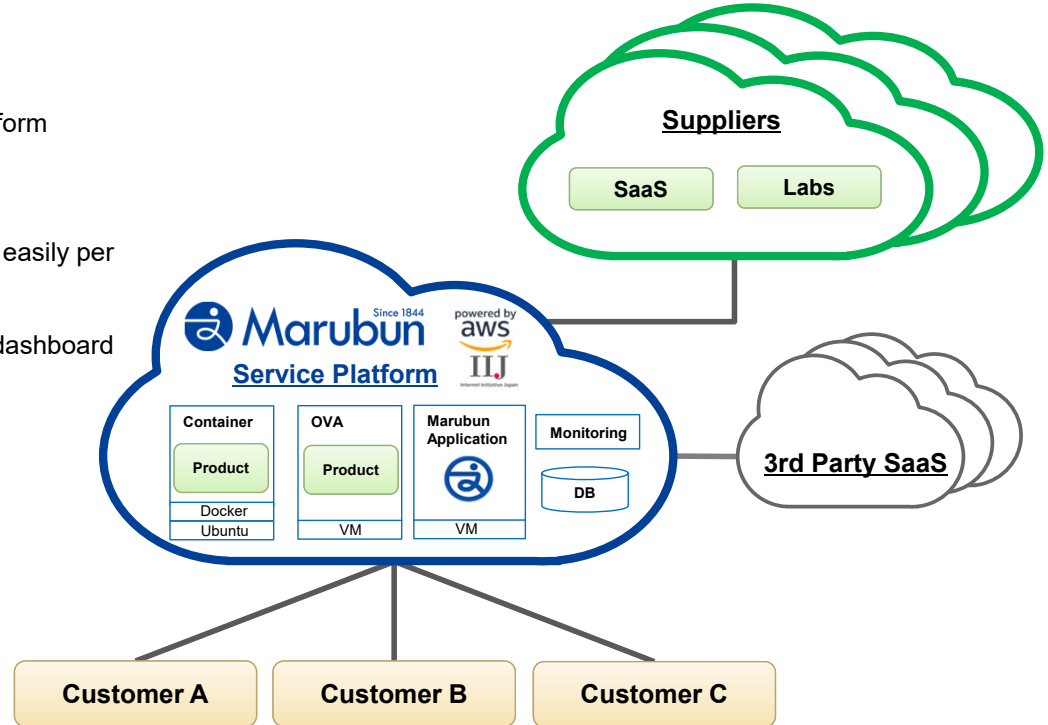 form
easily per
dashboard
Suppliers
SaaS
Labs
Since 1844
Marubun
powered by
aws
IIJ
Internet Initiative Japan
Service Platform
Container
Product
Docker
Ubuntu
OVA
Product
VM
Marubun
Application
VM
Monitoring
DB
3rd Party SaaS
Customer A
Customer B
Customer C